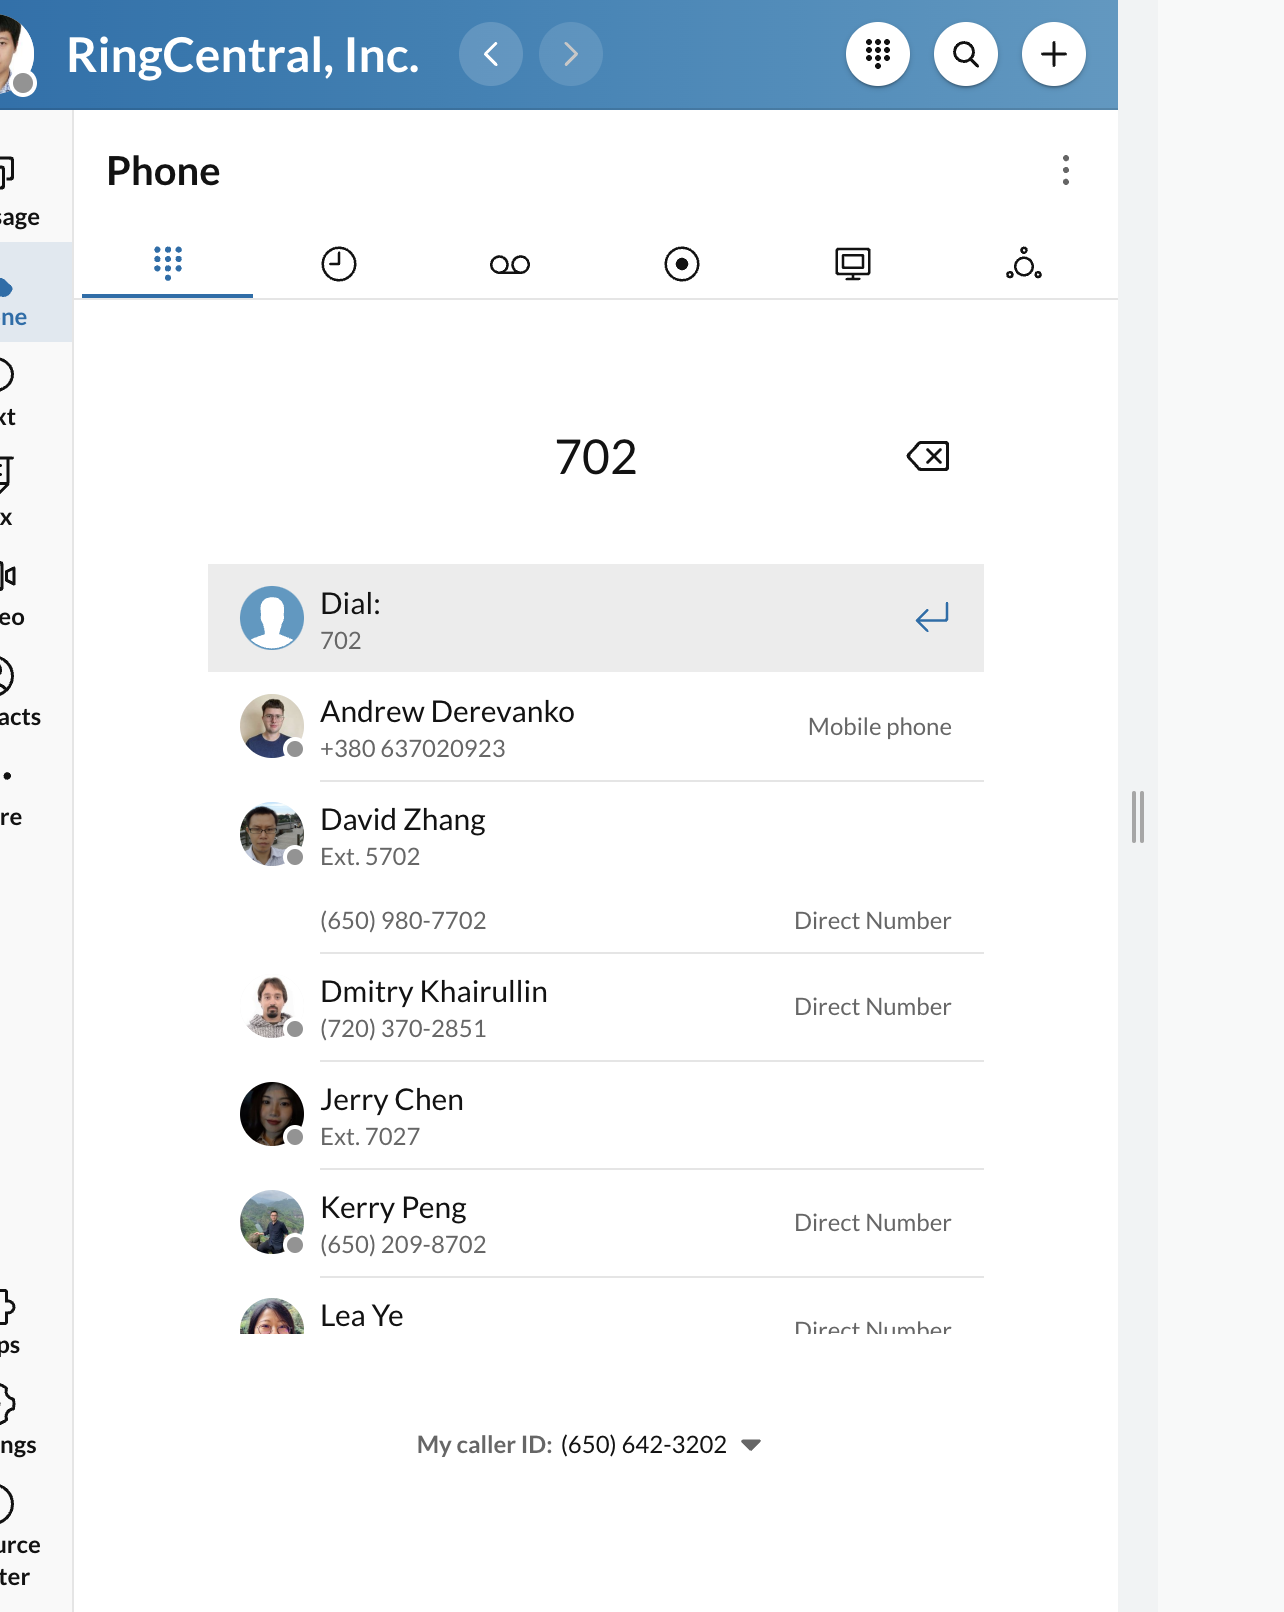 RingCentral, Inc.
Phone
sage
ne
xt
x
eo
acts
re
702
Dial:
702
Andrew Derevanko
+380 637020923
Mobile phone
David Zhang
Ext. 5702
(650) 980-7702
Direct Number
Dmitry Khairullin
(720) 370-2851
Direct Number
Jerry Chen
Ext. 7027
Kerry Peng
(650) 209-8702
Direct Number
Lea Ye
Direct Number
ps
ngs
urce
ter
My caller ID: (650) 642-3202